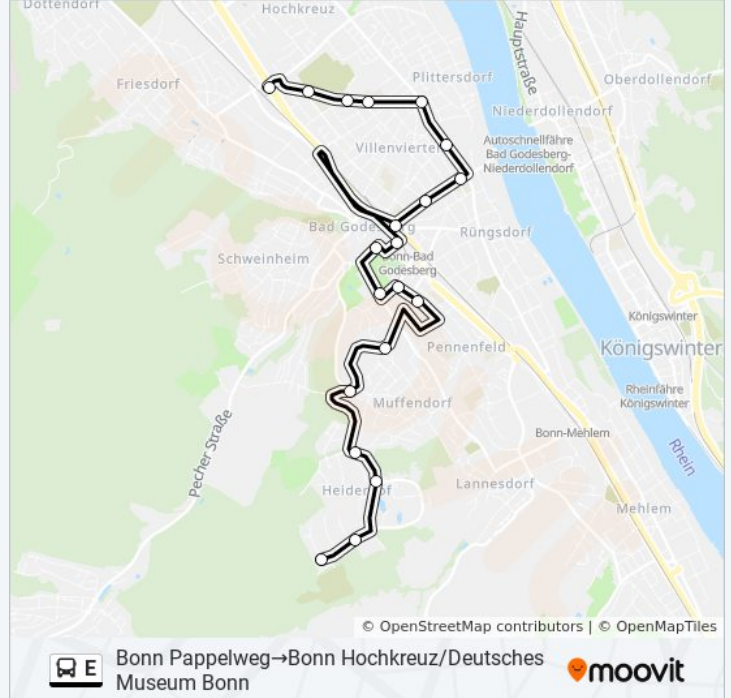 Dottendorf
Hochkreuz
Hauptstraße
Friesdorf
Plittersdorf
Oberdollendorf
Niederdollendorf
Villenviertel
Autoschnellfähre
Bad Godesberg-
Niederdollendorf
Bad Godesberg
Rüngsdorf
Schweinheim
Bonn-Bad
Godesberg
Königswinter
Pennenfeld
Königswinter
Rheinfähre
Königswinter
Muffendorf
Pecher Straße
Bonn-Mehlem
Rhein
Heiderhof
Lannesdorf
Mehlem
© OpenStreetMap contributors | © OpenMapTiles
E
Bonn Pappelweg→Bonn Hochkreuz/Deutsches
Museum Bonn
moovit